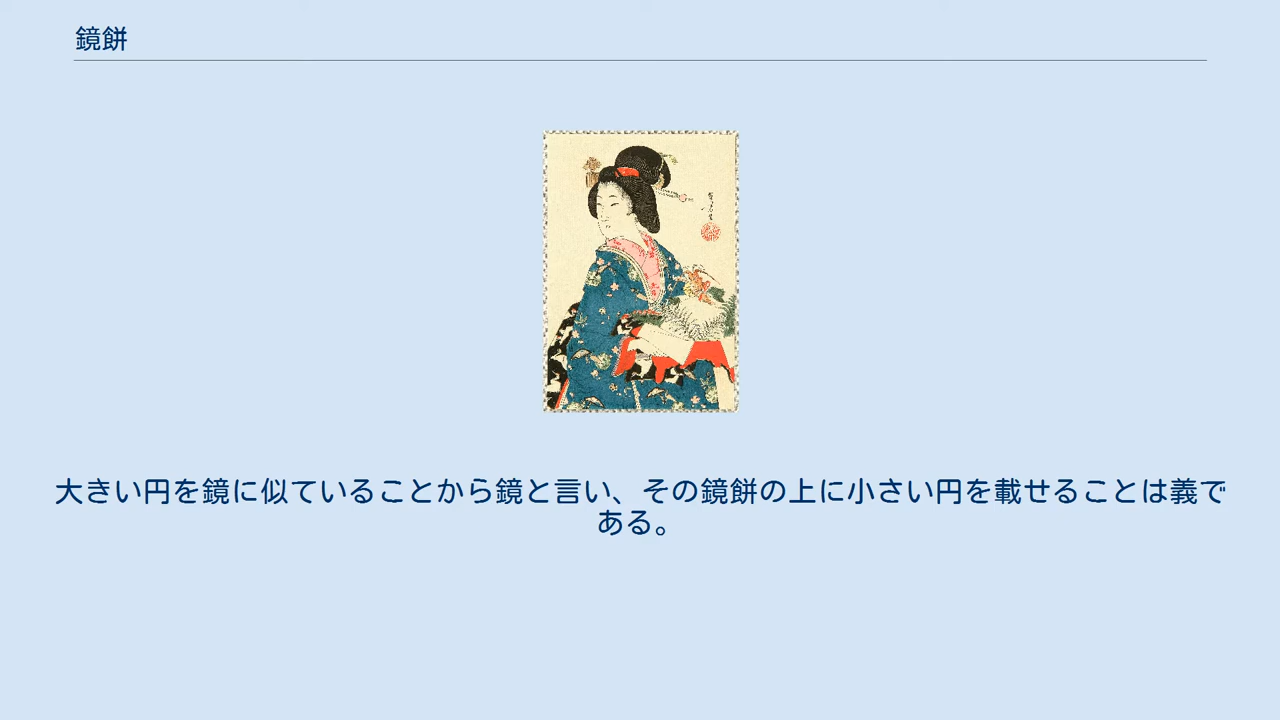 鏡餅
大きい円を鏡に似ていることから鏡と言い、その鏡餅の上に小さい円を載せることは義で
ある。